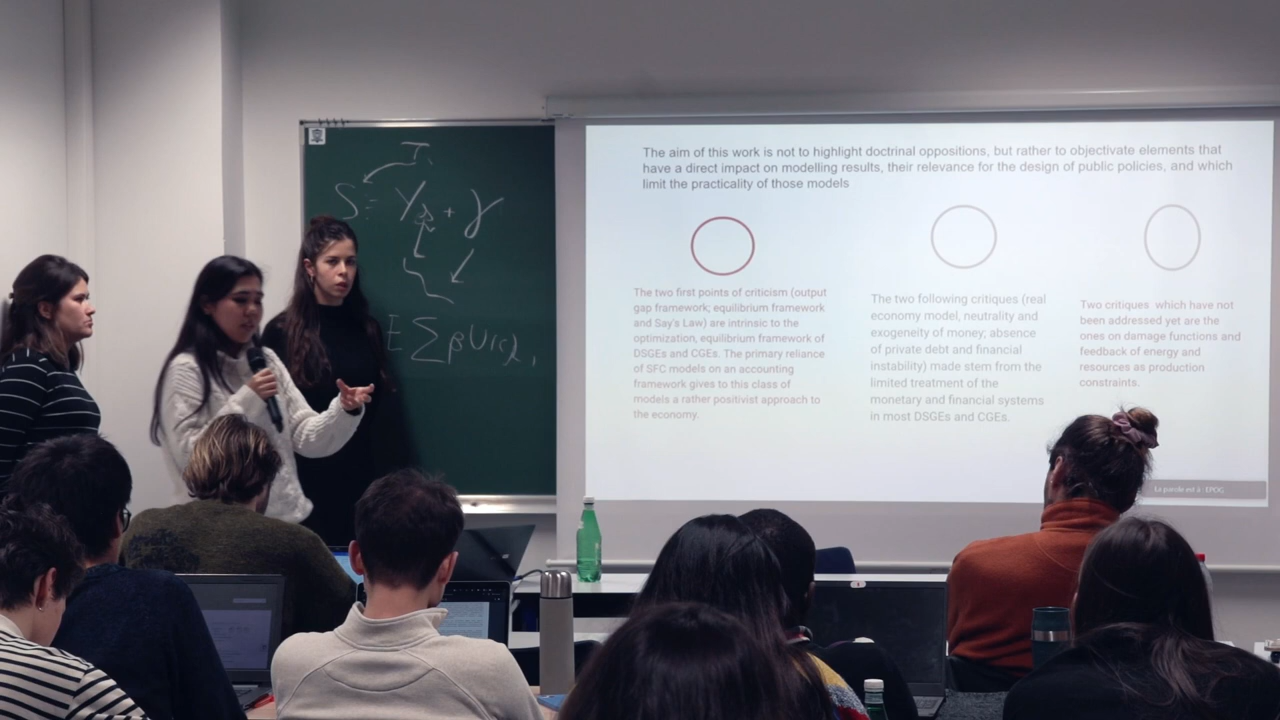 The aim of this work is not to highlight doctrinal oppositions, but rather to objectivate elements that
have a direct impact on modelling results, their relevance for the design of public policies, and which
limit the practicality of those models
The two first points of criticism (output
gap framework; equilibrium framework
and Say's Law) are intrinsic to the
optimization, equilibrium framework of
DSGEs and CGEs. The primary reliance
of SFC models on an accounting
framework gives to this class of
models a rather positivist approach to
the economy.
The two following critiques (real
economy model, neutrality and
exogeneity of money; absence
of private debt and financial
instability) made stem from the
limited treatment of the
monetary and financial systems
in most DSGEs and CGEs.
Two critiques which have not
been addressed yet are the
ones on damage functions and
feedback of energy and
resources as production
constraints.
La parole est à : EPOG